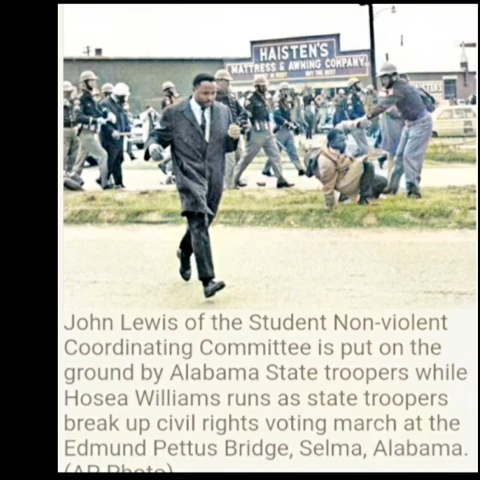 HAISTEN'S
MATTRESS & AWNING COMPANY
John Lewis of the Student Non-violent
Coordinating Committee is put on the
ground by Alabama State troopers while
Hosea Williams runs as state troopers
break up civil rights voting march at the
Edmund Pettus Bridge, Selma, Alabama.
(AP Photo)